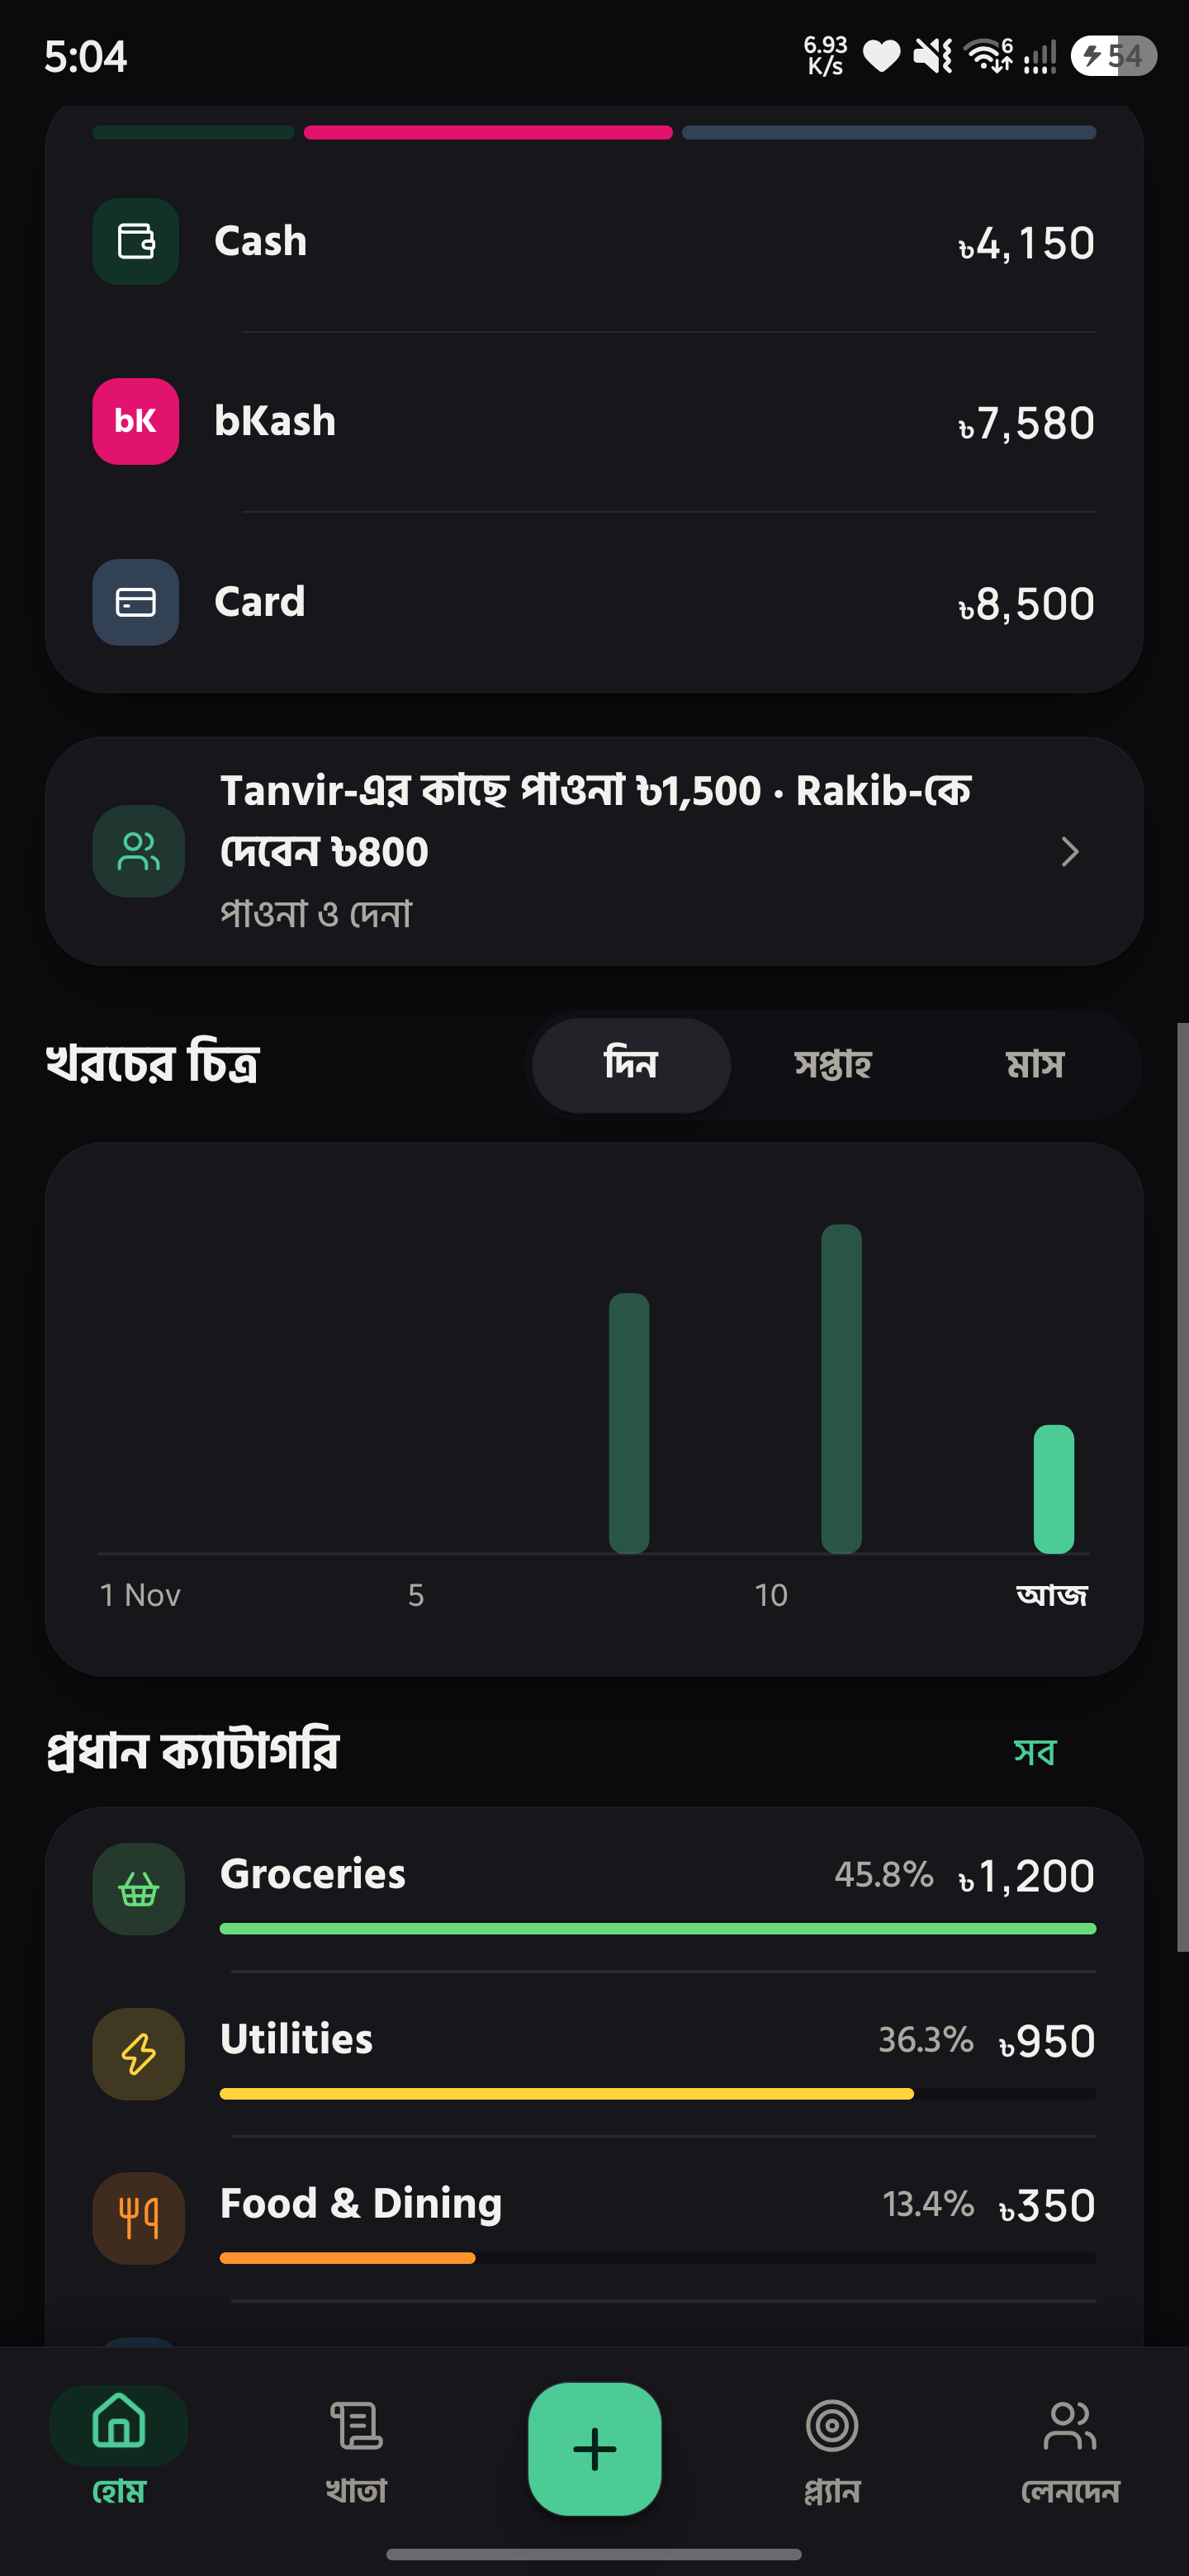 5:04
6.93
K/s
6
54
Cash
৳4,150
bK
bKash
৳7,580
Card
৳8,500
Tanvir-এর কাছে পাওনা ৳1,500 · Rakib-কে
দেবেন ৳800
পাওনা ও দেনা
খরচের চিত্র
দিন
সপ্তাহ
মাস
1 Nov
5
10
আজ
প্রধান ক্যাটাগরি
সব
Groceries
45.8%
৳1,200
Utilities
36.3%
৳950
Food & Dining
13.4%
৳350
হোম
খাতা
প্ল্যান
লেনদেন